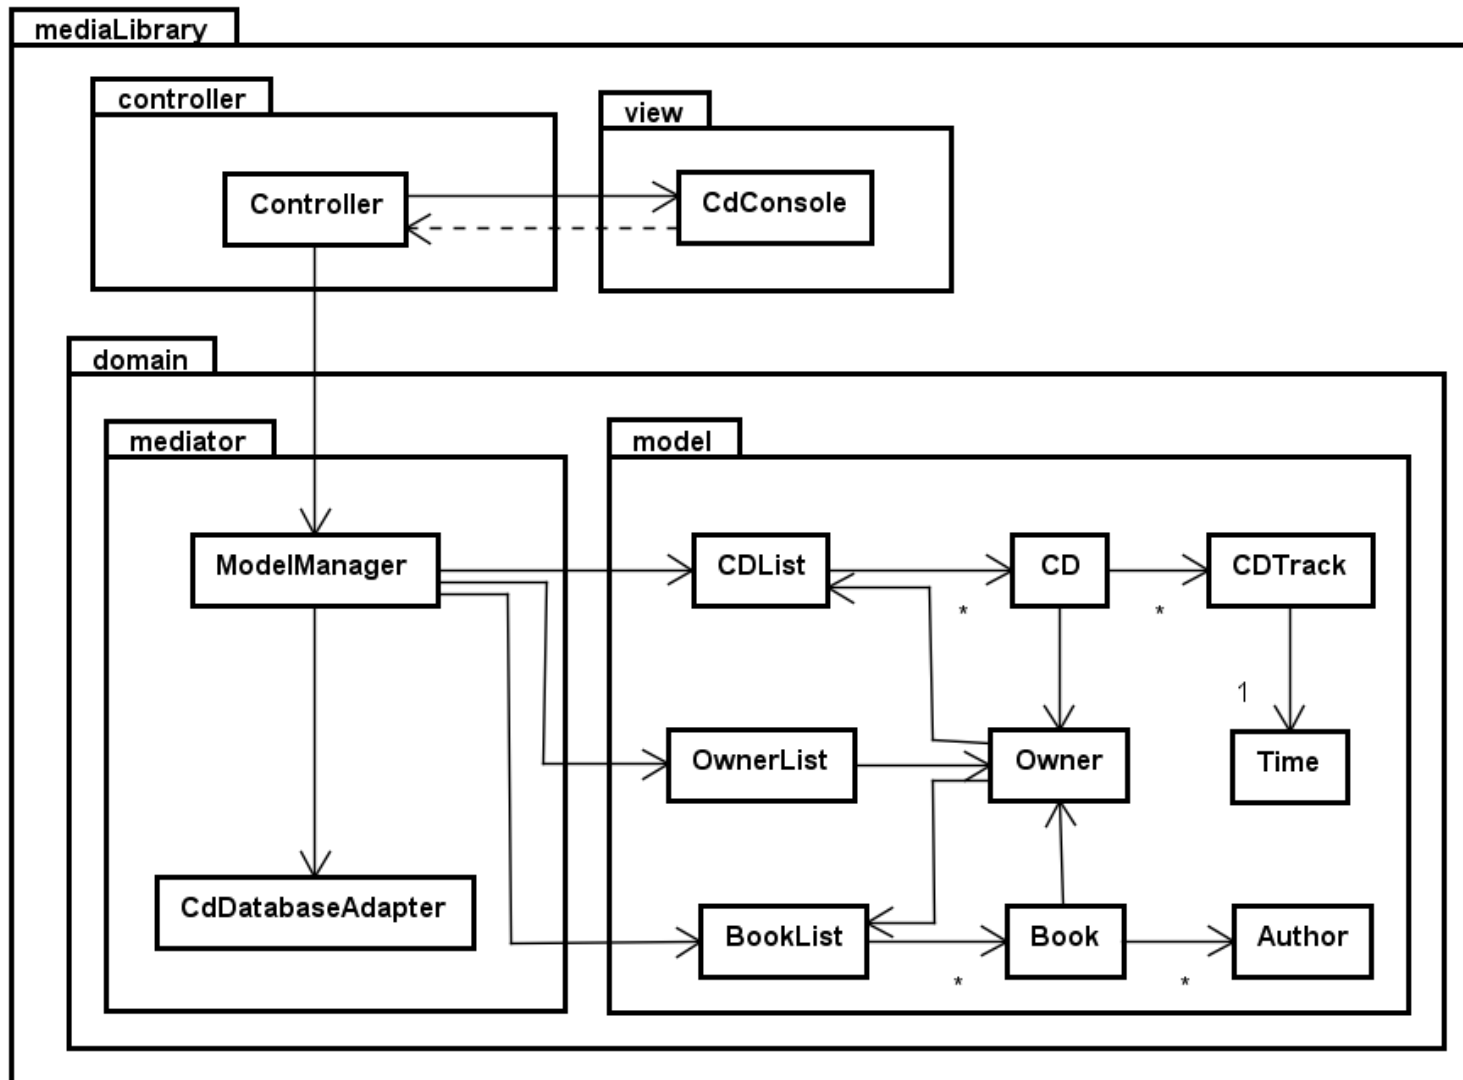 mediaLibrary
controller
view
Controller
CdConsole
domain
mediator
model
ModelManager
CDList
CD
CDTrack
*
*
1
OwnerList
Owner
Time
CdDatabaseAdapter
BookList
Book
Author
*
*